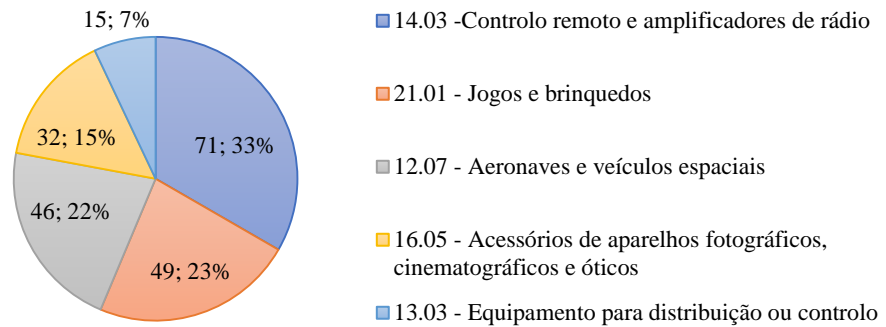 15; 7%
32; 15%
71; 33%
46; 22%
49; 23%
14.03 -Controlo remoto e amplificadores de rádio
21.01 - Jogos e brinquedos
12.07 - Aeronaves e veículos espaciais
16.05 - Acessórios de aparelhos fotográficos,
cinematográficos e óticos
13.03 - Equipamento para distribuição ou controlo